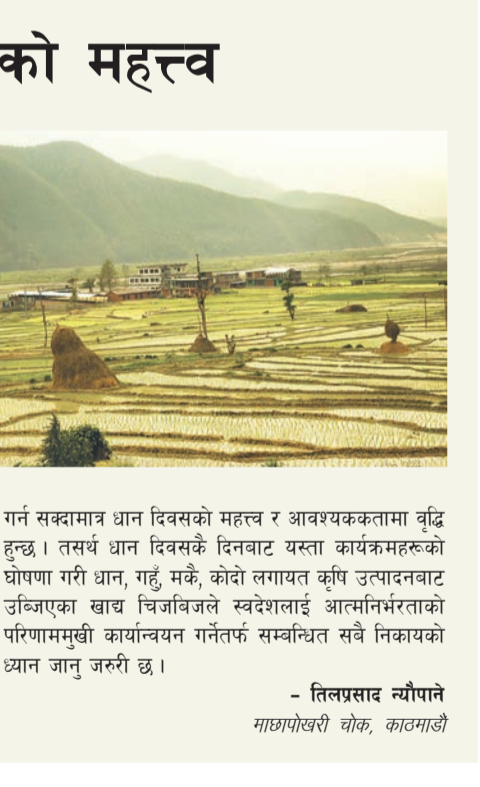 को महत्त्व
गर्न सक्दामात्र धान दिवसको महत्त्व र आवश्यककतामा वृद्धि
हुन्छ । तसर्थ धान दिवसकै दिनबाट यस्ता कार्यक्रमहरूको
घोषणा गरी धान, गहुँ, मकै, कोदो लगायत कृषि उत्पादनबाट
उब्जिएका खाद्य चिजबिजले स्वदेशलाई आत्मनिर्भरताको
परिणाममुखी कार्यान्वयन गर्नेतर्फ सम्बन्धित सबै निकायको
ध्यान जानु जरुरी छ ।
– तिलप्रसाद न्यौपाने
माछापोखरी चोक, काठमाडौं